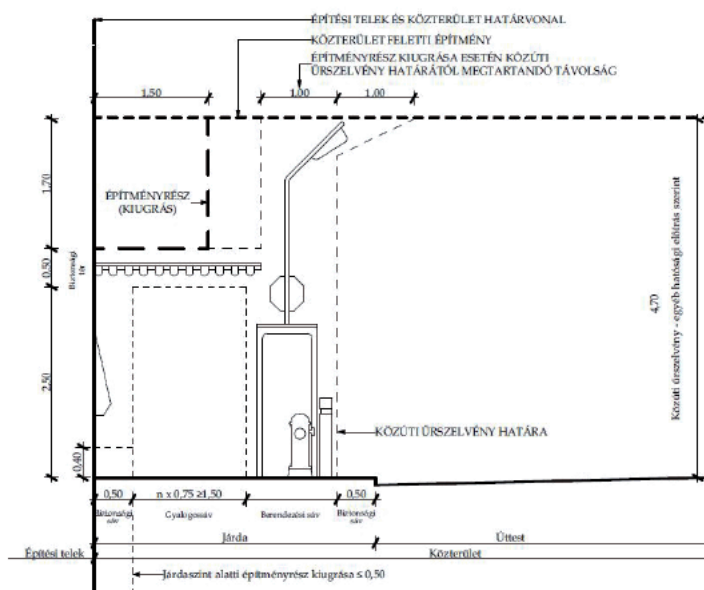 ÉPÍTÉSI TELEK ÉS KÖZTERÜLET HATÁRVONAL
KÖZTERÜLET FELETTI ÉPÍTMÉNY
ÉPÍTMÉNYRÉSZ KIUGRÁSA ESETÉN KÖZÚTI
ŰRSZELVÉNY HATÁRÁTÓL MEGTARTANDÓ TÁVOLSÁG
1,50
1,00
1,00
1,70
ÉPÍTMÉNYRÉSZ
(KIUGRÁS)
0,50
Biztonsági
tér
4,70
Közúti űrszelvény - egyéb hatósági előírás szerint
2,50
KÖZÚTI ŰRSZELVÉNY HATÁRA
0,40
0,50
n x 0,75 ≥1,50
0,50
Biztonsági
sáv
Gyalogossáv
Berendezési sáv
Biztonsági
sáv
Járda
Úttest
Építési telek
Közterület
Járdaszint alatti építményrész kiugrása ≤ 0,50